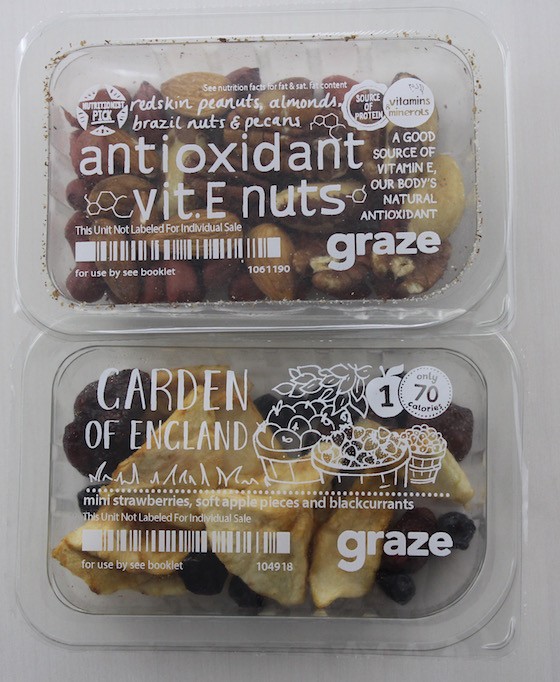 See nutrition facts for fat & sat. fat content
NUTRITIONIST PICK
redskin peanuts, almonds,
brazil nuts & pecans
SOURCE OF PROTEIN
vitamins
minerals
antioxidant
vit.E nuts
A GOOD
SOURCE OF
VITAMIN E,
OUR BODY'S
NATURAL
ANTIOXIDANT
This Unit Not Labeled For Individual Sale
for use by see booklet
1061190
graze
GARDEN
OF ENGLAND
1
only
70
calories
mini strawberries, soft apple pieces and blackcurrants
This Unit Not Labeled For Individual Sale
for use by see booklet
104918
graze